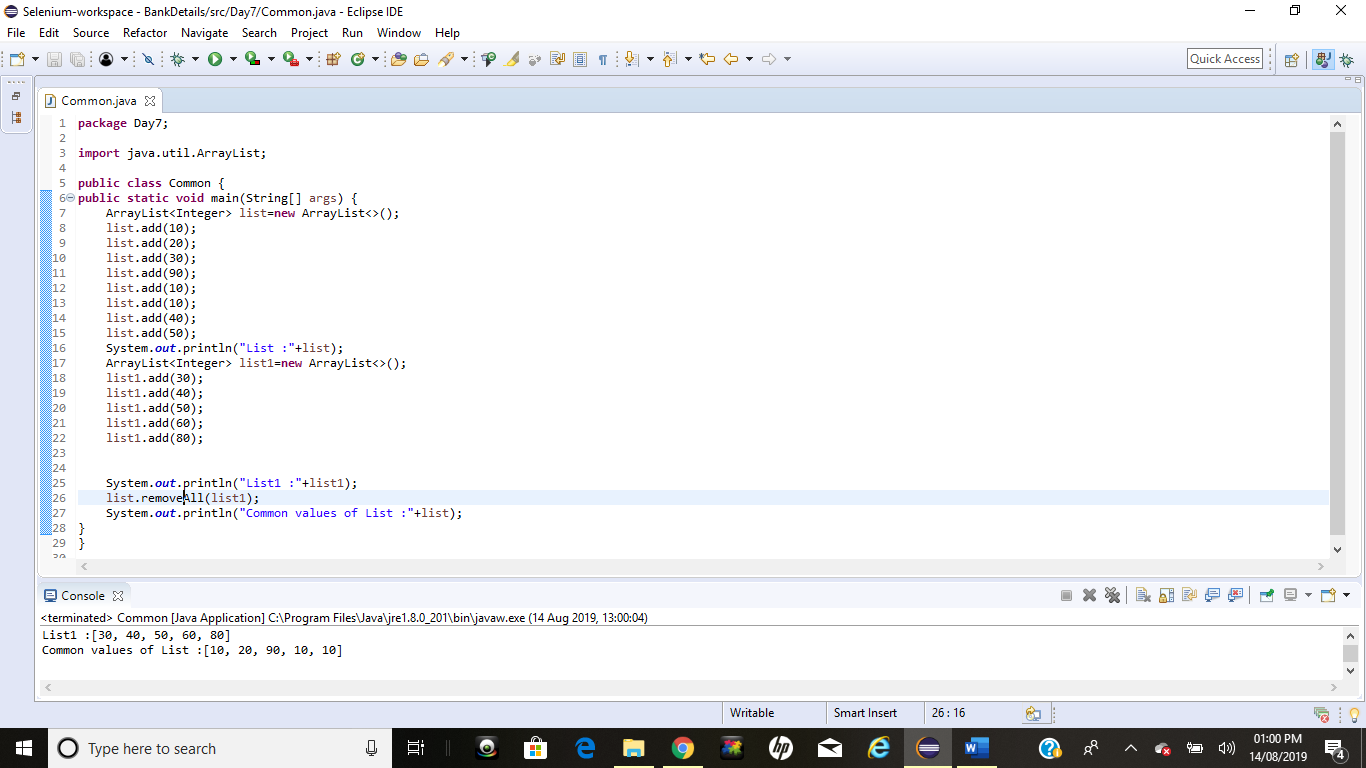 Selenium-workspace - BankDetails/src/Day7/Common.java - Eclipse IDE
File Edit Source Refactor Navigate Search Project Run Window Help
Quick Access
Common.java
1 package Day7;
2
3 import java.util.ArrayList;
4
5 public class Common {
6 public static void main(String[] args) {
7 ArrayList<Integer> list=new ArrayList<>();
8 list.add(10);
9 list.add(20);
10 list.add(30);
11 list.add(90);
12 list.add(10);
13 list.add(10);
14 list.add(40);
15 list.add(50);
16 System.out.println("List :"+list);
17 ArrayList<Integer> list1=new ArrayList<>();
18 list1.add(30);
19 list1.add(40);
20 list1.add(50);
21 list1.add(60);
22 list1.add(80);
23
24
25 System.out.println("List1 :"+list1);
26 list.removeAll(list1);
27 System.out.println("Common values of List :"+list);
28 }
29 }
30
Console
<terminated> Common [Java Application] C:\Program Files\Java\jre1.8.0_201\bin\javaw.exe (14 Aug 2019, 13:00:04)
List1 :[30, 40, 50, 60, 80]
Common values of List :[10, 20, 90, 10, 10]
Writable Smart Insert 26 : 16
Type here to search
01:00 PM
14/08/2019
4